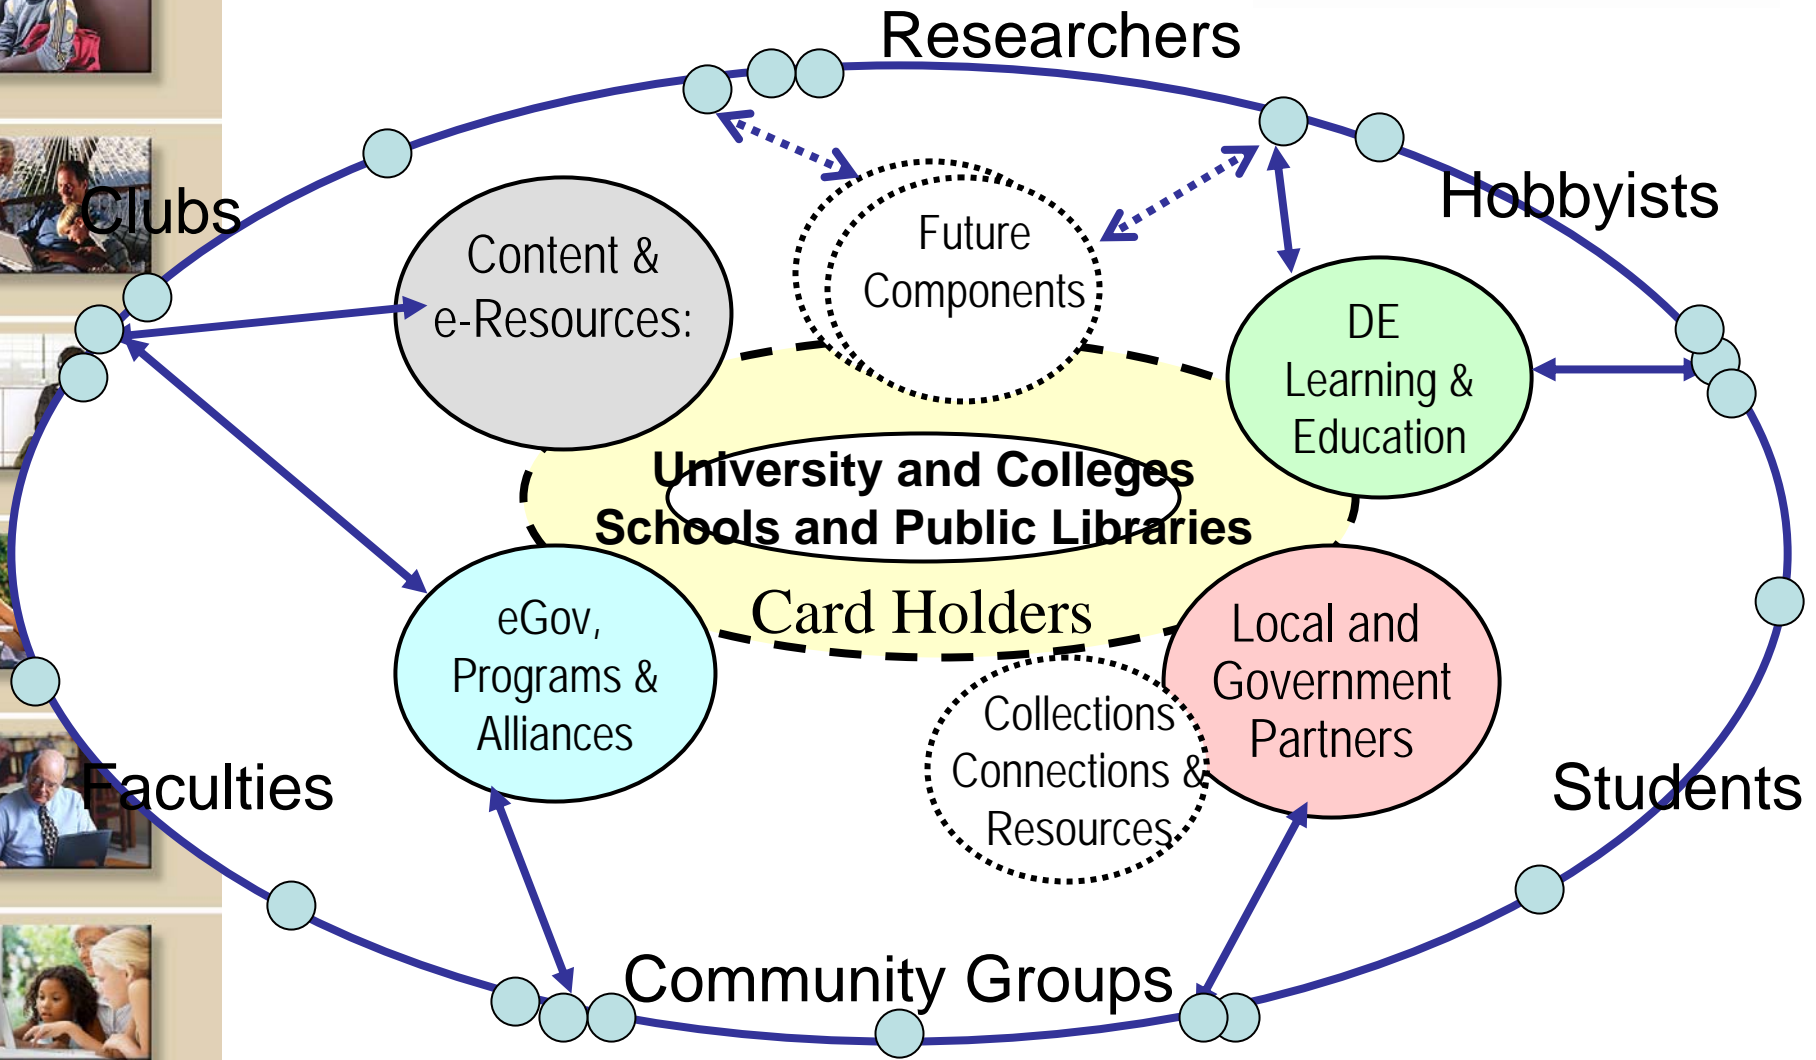 Researchers
Clubs
Hobbyists
Content &
e-Resources:
Future
Components
DE
Learning &
Education
University and Colleges
Schools and Public Libraries
Card Holders
eGov,
Programs &
Alliances
Local and
Government
Partners
Collections
Connections &
Resources
Faculties
Students
Community Groups